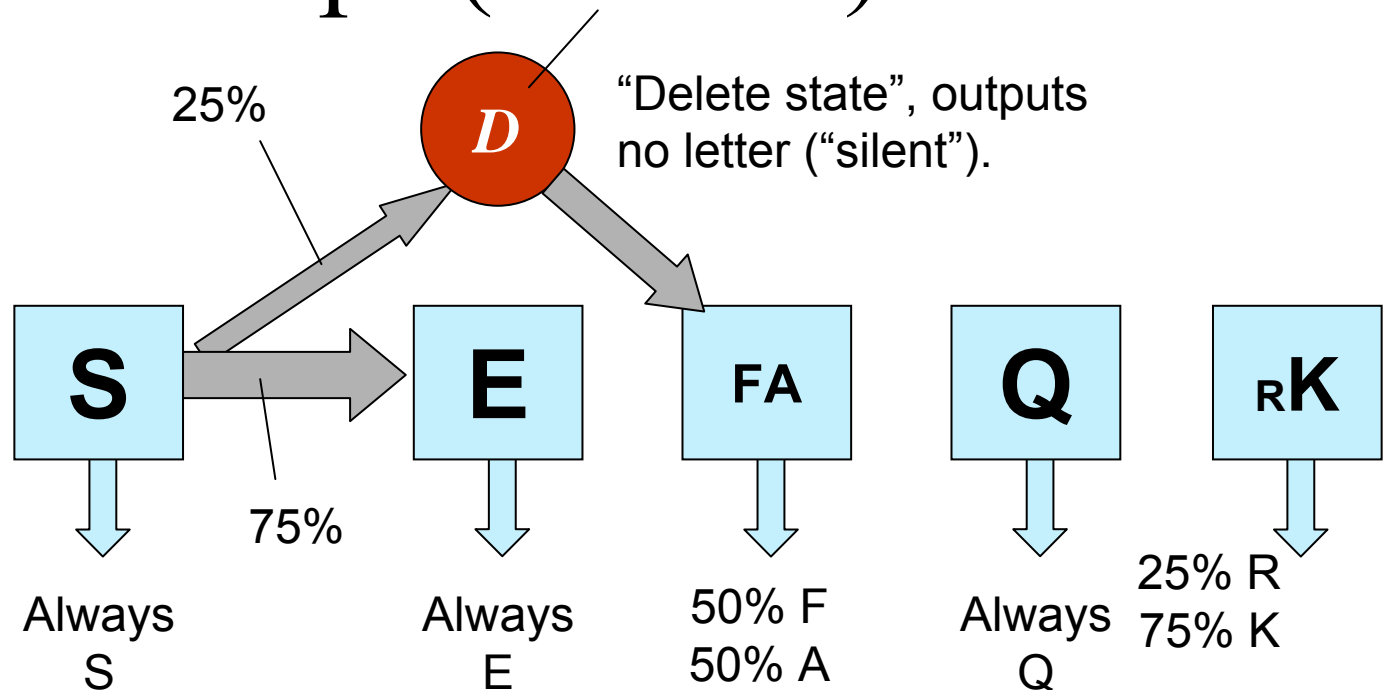 25%
D
“Delete state”, outputs
no letter (“silent”).
S
E
FA
Q
RK
75%
Always
S
Always
E
50% F
50% A
Always
Q
25% R
75% K